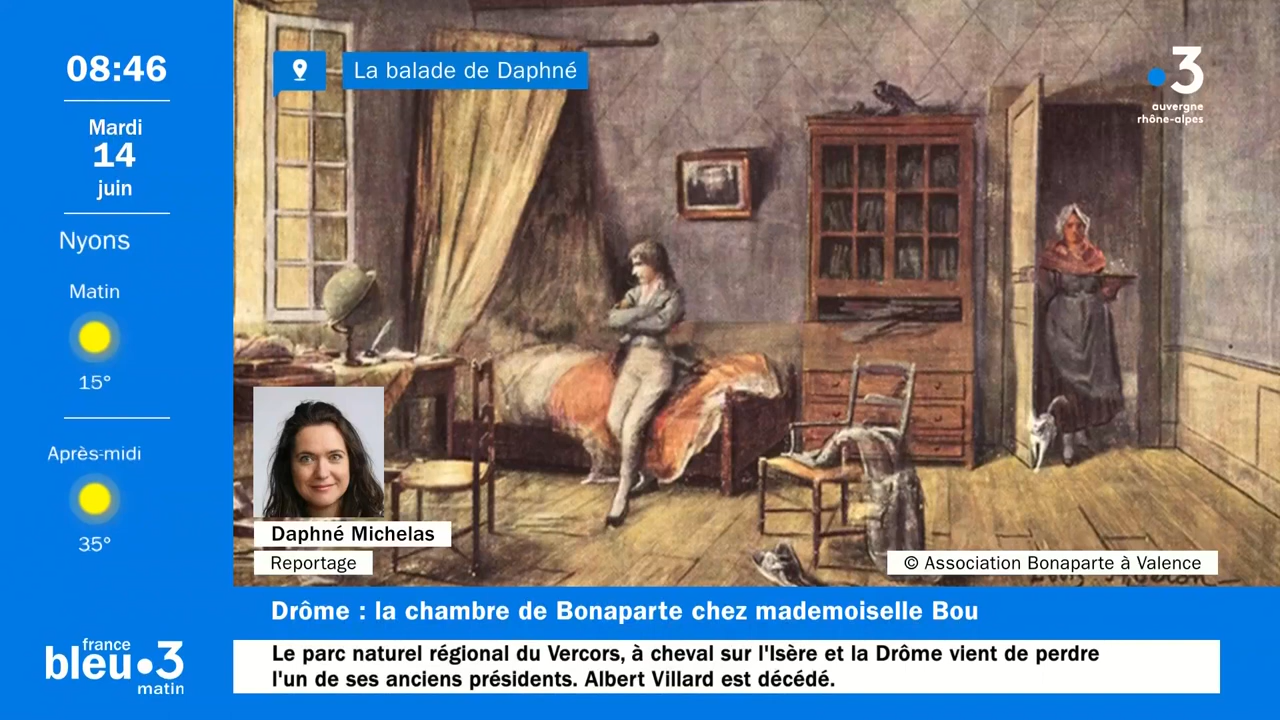 08:46
Mardi
14
juin
Nyons
Matin
15°
Après-midi
35°
La balade de Daphné
3
auvergne
rhône-alpes
Daphné Michelas
Reportage
© Association Bonaparte à Valence
Drôme : la chambre de Bonaparte chez mademoiselle Bou
Le parc naturel régional du Vercors, à cheval sur l'Isère et la Drôme vient de perdre
l'un de ses anciens présidents. Albert Villard est décédé.
france
bleu•3
matin